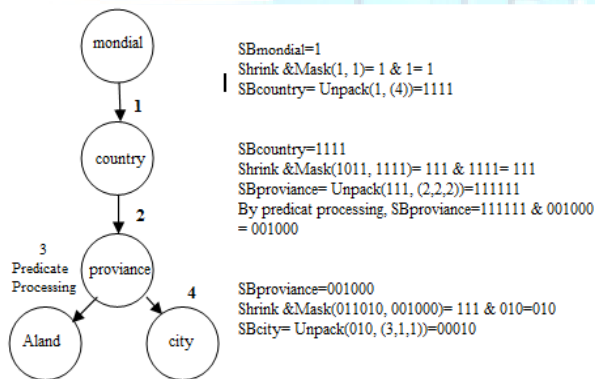 mondial
SBmondial=1
Shrink &Mask(1, 1)= 1 & 1= 1
SBcountry= Unpack(1, (4))=1111
1
country
SBcountry=1111
Shrink &Mask(1011, 1111)= 111 & 1111= 111
SBproviance= Unpack(111, (2,2,2))=111111
By predicat processing, SBproviance=111111 & 001000
= 001000
2
3
Predicate
Processing
proviance
4
SBproviance=001000
Shrink &Mask(011010, 001000)= 111 & 010=010
SBcity= Unpack(010, (3,1,1))=00010
Aland
city